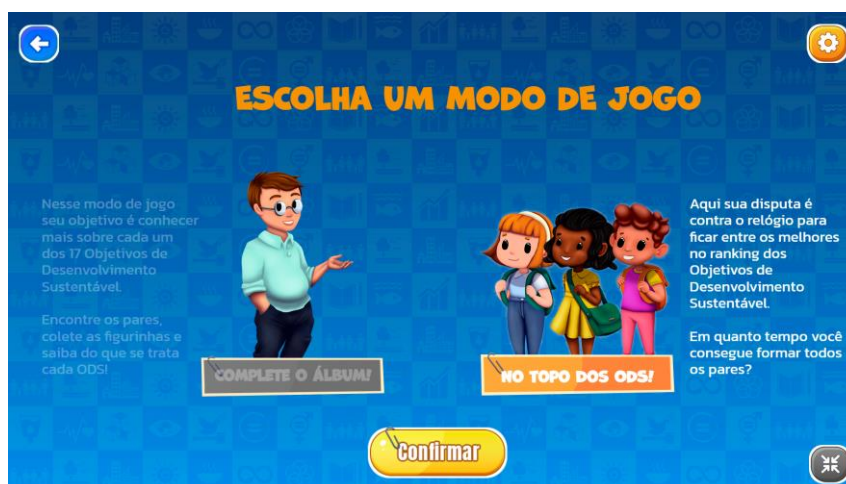 ESCOLHA UM MODO DE JOGO
Nesse modo de jogo
seu objetivo é conhecer
mais sobre cada um
dos 17 Objetivos de
Desenvolvimento
Sustentável.
Encontre os pares,
colete as figurinhas e
saiba do que se trata
cada ODS!
COMPLETE O ÁLBUM!
Aqui sua disputa é
contra o relógio para
ficar entre os melhores
no ranking dos
Objetivos de
Desenvolvimento
Sustentável.
Em quanto tempo você
consegue formar todos
os pares?
NO TOPO DOS ODS!
Confirmar